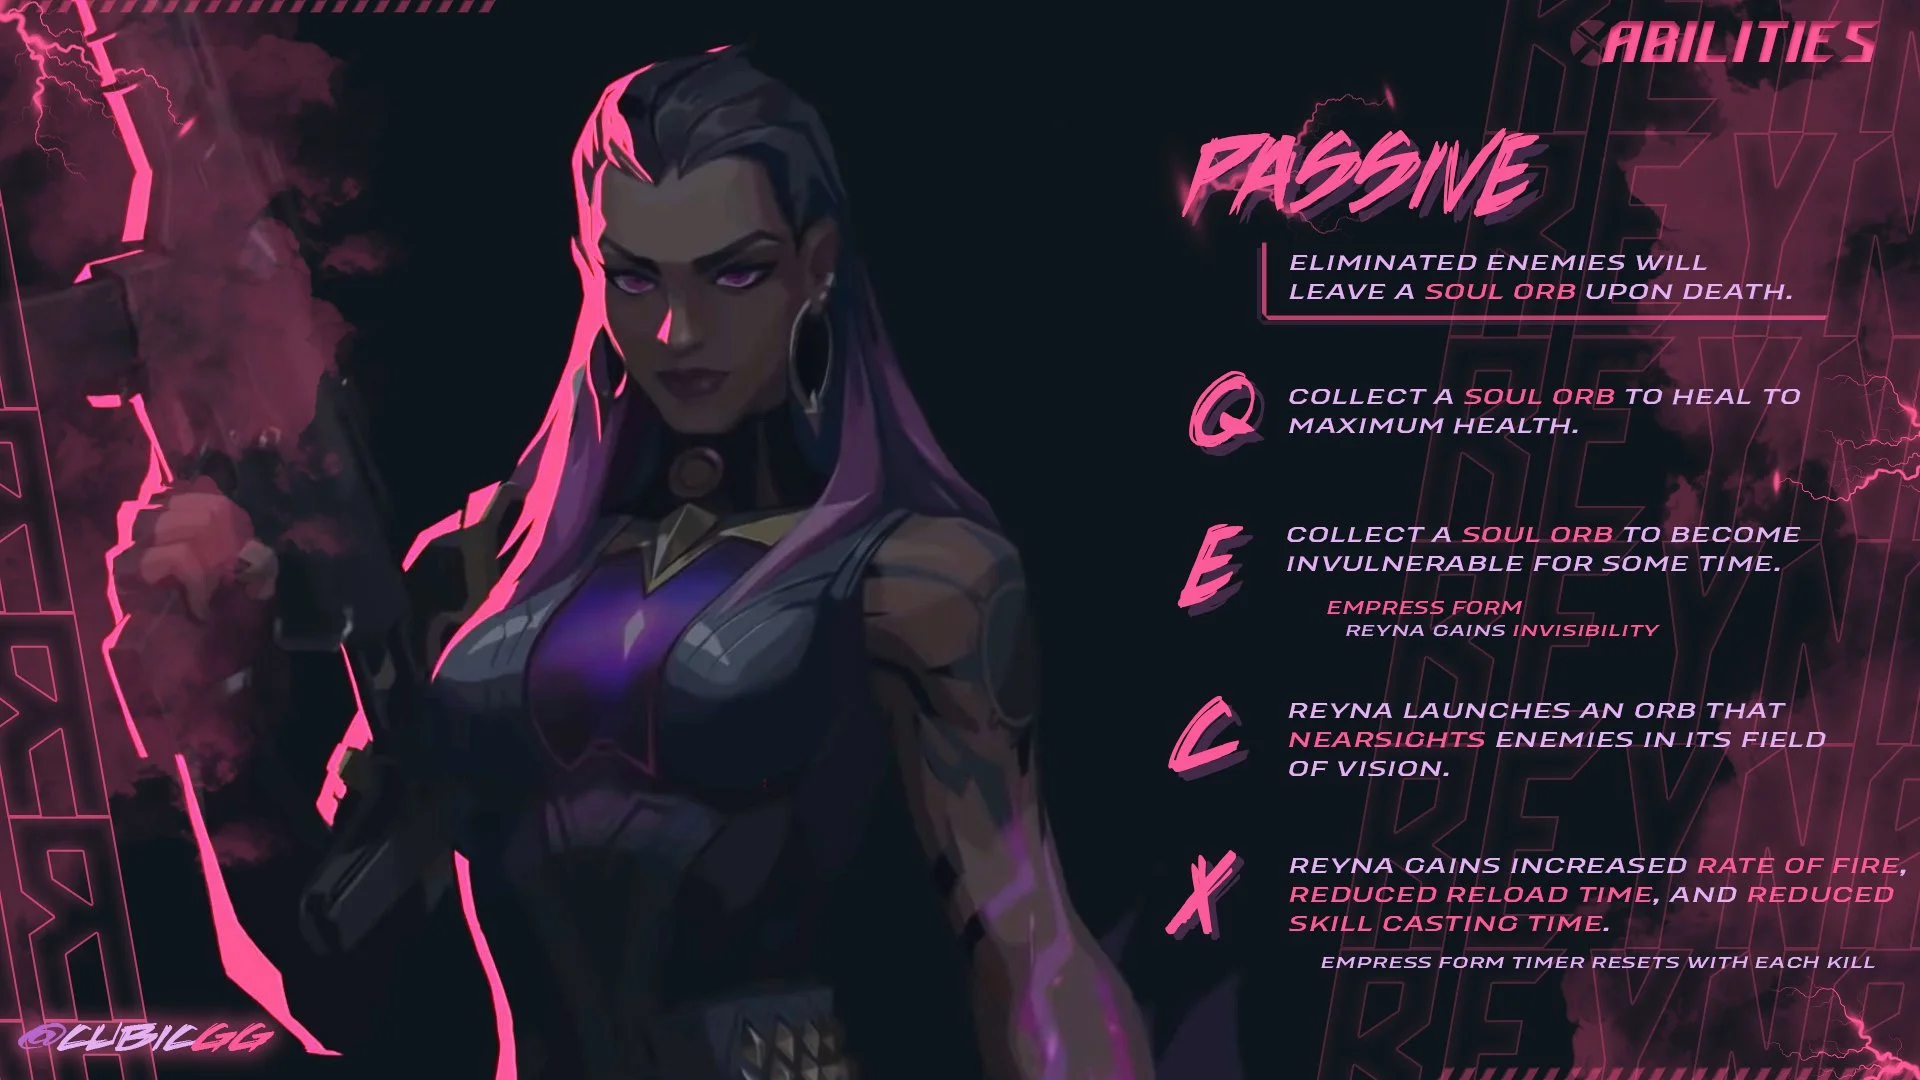 ABILITIES
PASSIVE
ELIMINATED ENEMIES WILL
LEAVE A SOUL ORB UPON DEATH.
Q
COLLECT A SOUL ORB TO HEAL TO
MAXIMUM HEALTH.
E
COLLECT A SOUL ORB TO BECOME
INVULNERABLE FOR SOME TIME.
EMPRESS FORM
REYNA GAINS INVISIBILITY
C
REYNA LAUNCHES AN ORB THAT
NEARSIGHTS ENEMIES IN ITS FIELD
OF VISION.
X
REYNA GAINS INCREASED RATE OF FIRE,
REDUCED RELOAD TIME, AND REDUCED
SKILL CASTING TIME.
EMPRESS FORM TIMER RESETS WITH EACH KILL
@CUBICGG